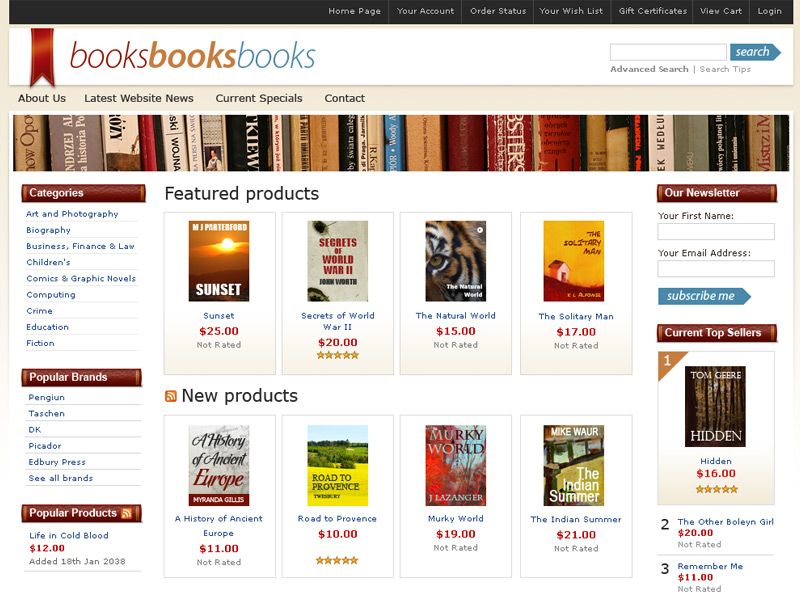 Home Page
Your Account
Order Status
Your Wish List
Gift Certificates
View Cart
Login
booksbooksbooks
search
Advanced Search | Search Tips
About Us
Latest Website News
Current Specials
Contact
Categories
Art and Photography
Biography
Business, Finance & Law
Children's
Comics & Graphic Novels
Computing
Crime
Education
Fiction
Popular Brands
Pengiun
Taschen
DK
Picador
Edbury Press
See all brands
Popular Products
Life in Cold Blood
$12.00
Added 18th Jan 2038
Featured products
M J PARTERFORD
SUNSET
Sunset
$25.00
Not Rated
SECRETS
OF
WORLD
WAR II
JOHN WORTH
Secrets of World
War II
$20.00
The Natural
World
The Natural World
$15.00
Not Rated
THE
SOLITARY
MAN
The Solitary Man
$17.00
Not Rated
New products
A History
of Ancient
Europe
MYRANDA GILLIS
A History of Ancient
Europe
$11.00
Not Rated
ROAD TO
PROVENCE
TWESBURY
Road to Provence
$10.00
MURKY
WORLD
J LAZANGER
Murky World
$19.00
Not Rated
MIKE WAUR
The
Indian
Summer
The Indian Summer
$21.00
Not Rated
Our Newsletter
Your First Name:
Your Email Address:
subscribe me
Current Top Sellers
1
TOM GEERE
HIDDEN
Hidden
$16.00
2
The Other Boleyn Girl
$20.00
Not Rated
3
Remember Me
$11.00
Not Rated